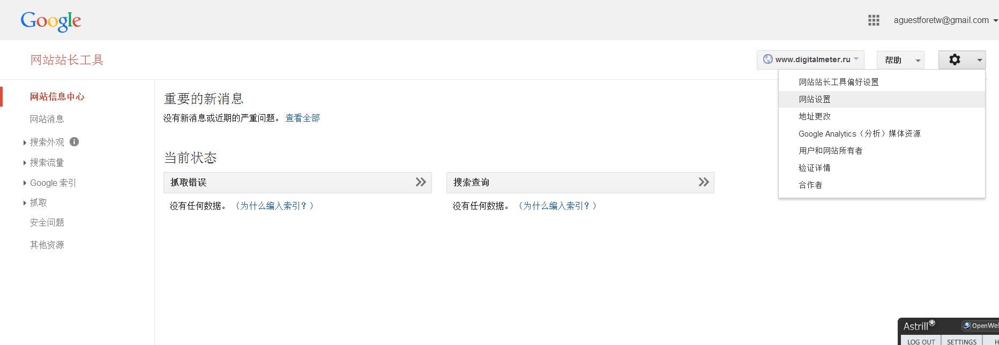 Google
aguestforetw@gmail.com
网站站长工具
www.digitalmeter.ru
帮助
网站站长工具偏好设置
网站设置
地址更改
Google Analytics（分析）媒体资源
用户和网站所有者
验证详情
合作者
网站信息中心
网站消息
搜索外观
搜索流量
Google 索引
抓取
安全问题
其他资源
重要的新消息
没有新消息或近期的严重问题。 查看全部
当前状态
抓取错误
没有任何数据。（为什么编入索引？）
搜索查询
没有任何数据。（为什么编入索引？）
Astrill
OpenWe
LOG OUT
SETTINGS
H